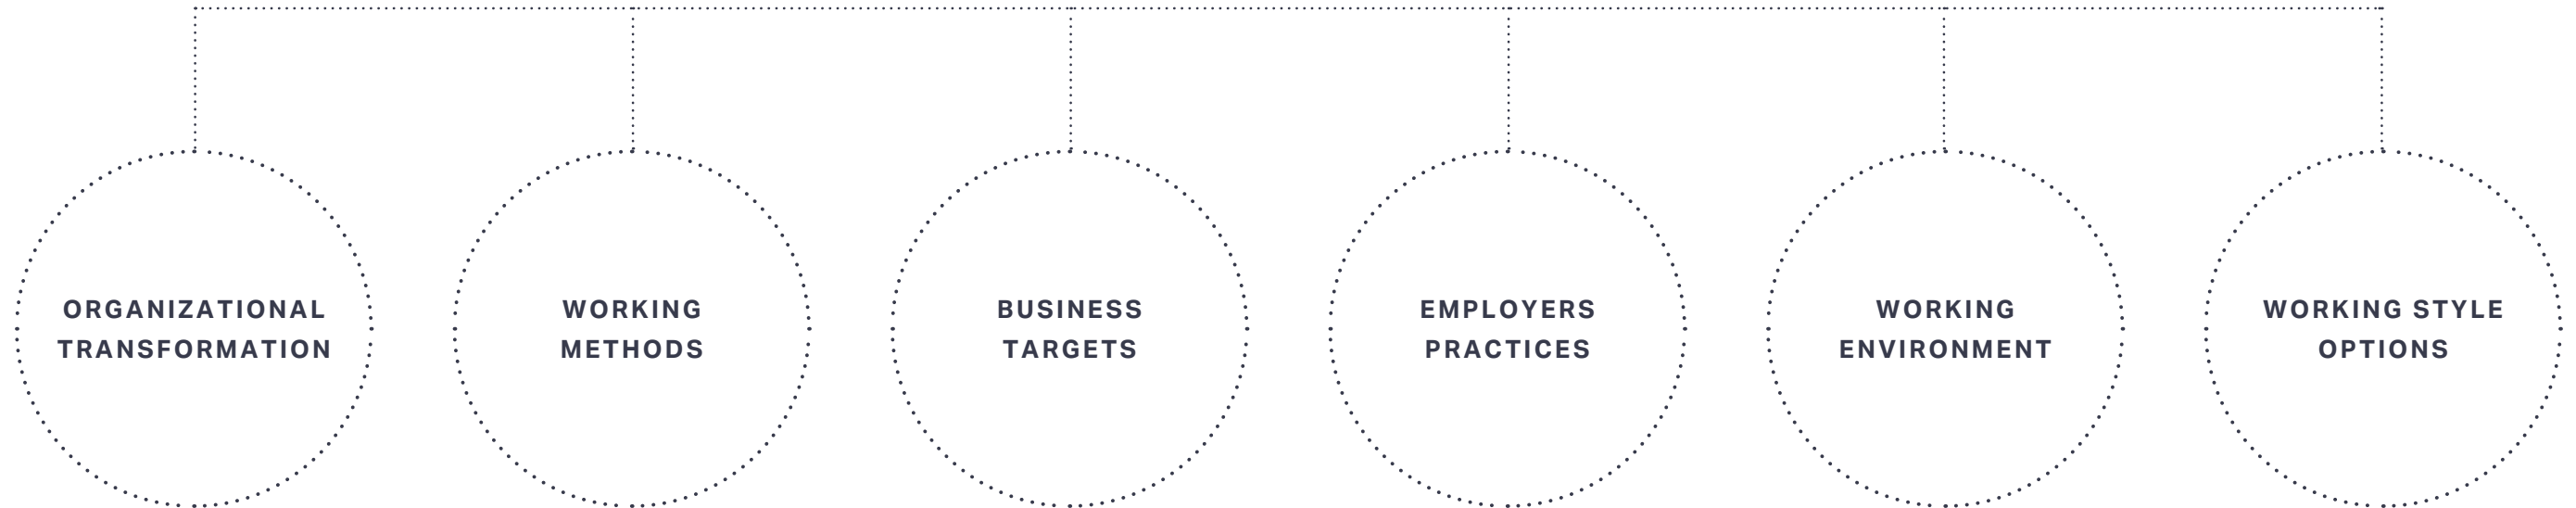 ORGANIZATIONAL
TRANSFORMATION
WORKING
METHODS
BUSINESS
TARGETS
EMPLOYERS
PRACTICES
WORKING
ENVIRONMENT
WORKING STYLE
OPTIONS